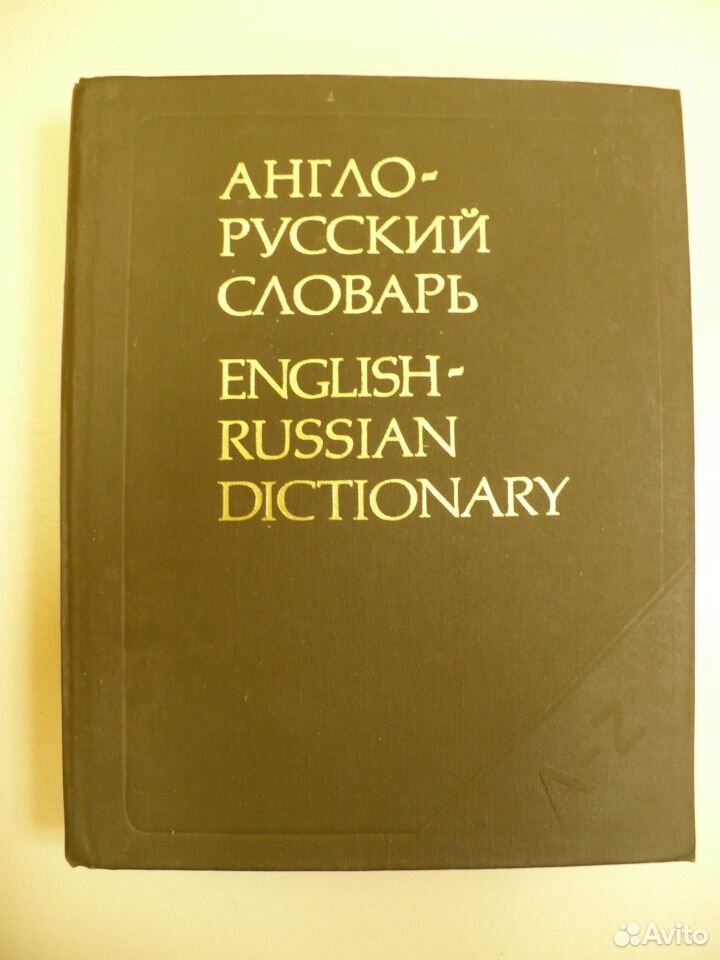 АНГЛО-
РУССКИЙ
СЛОВАРЬ
ENGLISH-
RUSSIAN
DICTIONARY
A-Z
Avito